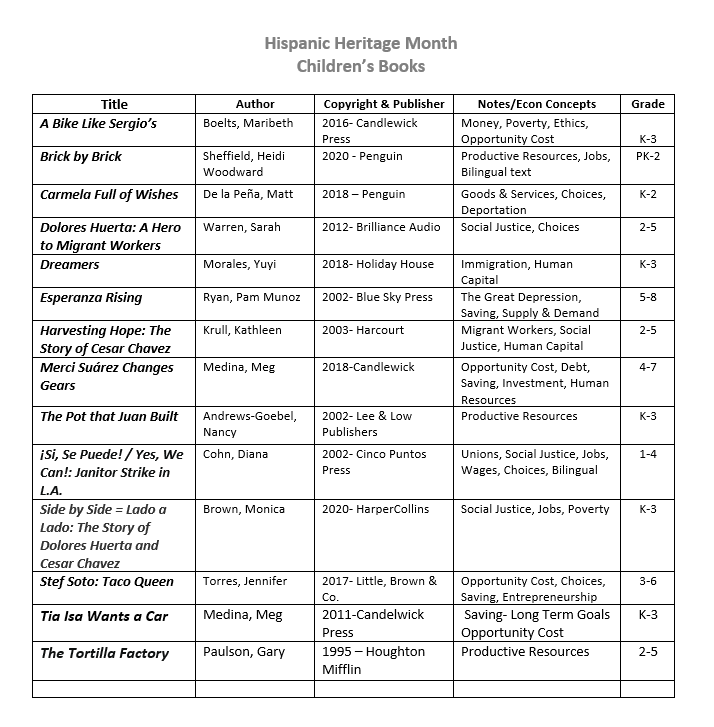 Hispanic Heritage Month
Children's Books
Title Author Copyright & Publisher Notes/Econ Concepts Grade
A Bike Like Sergio's Boelts, Maribeth 2016- Candlewick Money, Poverty, Ethics,
Press Opportunity Cost K-3
Brick by Brick Sheffield, Heidi 2020 - Penguin Productive Resources, Jobs, PK-2
Woodward Bilingual text
Carmela Full of Wishes De la Peña, Matt 2018 – Penguin Goods & Services, Choices, K-2
Deportation
Dolores Huerta: A Hero Warren, Sarah 2012- Brilliance Audio Social Justice, Choices 2-5
to Migrant Workers
Dreamers Morales, Yuyi 2018- Holiday House Immigration, Human K-3
Capital
Esperanza Rising Ryan, Pam Munoz 2002- Blue Sky Press The Great Depression, 5-8
Saving, Supply & Demand
Harvesting Hope: The Krull, Kathleen 2003- Harcourt Migrant Workers, Social 2-5
Story of Cesar Chavez Justice, Human Capital
Merci Suárez Changes Medina, Meg 2018-Candlewick Opportunity Cost, Debt, 4-7
Gears Saving, Investment, Human
Resources
The Pot that Juan Built Andrews-Goebel, 2002- Lee & Low Productive Resources K-3
Nancy Publishers
¡Si, Se Puede! / Yes, We Cohn, Diana 2002- Cinco Puntos Unions, Social Justice, Jobs, 1-4
Can!: Janitor Strike in Press Wages, Choices, Bilingual
L.A.
Side by Side = Lado a Brown, Monica 2020- HarperCollins Social Justice, Jobs, Poverty K-3
Lado: The Story of
Dolores Huerta and
Cesar Chavez
Stef Soto: Taco Queen Torres, Jennifer 2017- Little, Brown & Opportunity Cost, Choices, 3-6
Co. Saving, Entrepreneurship
Tia Isa Wants a Car Medina, Meg 2011-Candelwick Saving- Long Term Goals K-3
Press Opportunity Cost
The Tortilla Factory Paulson, Gary 1995 – Houghton Productive Resources 2-5
Mifflin